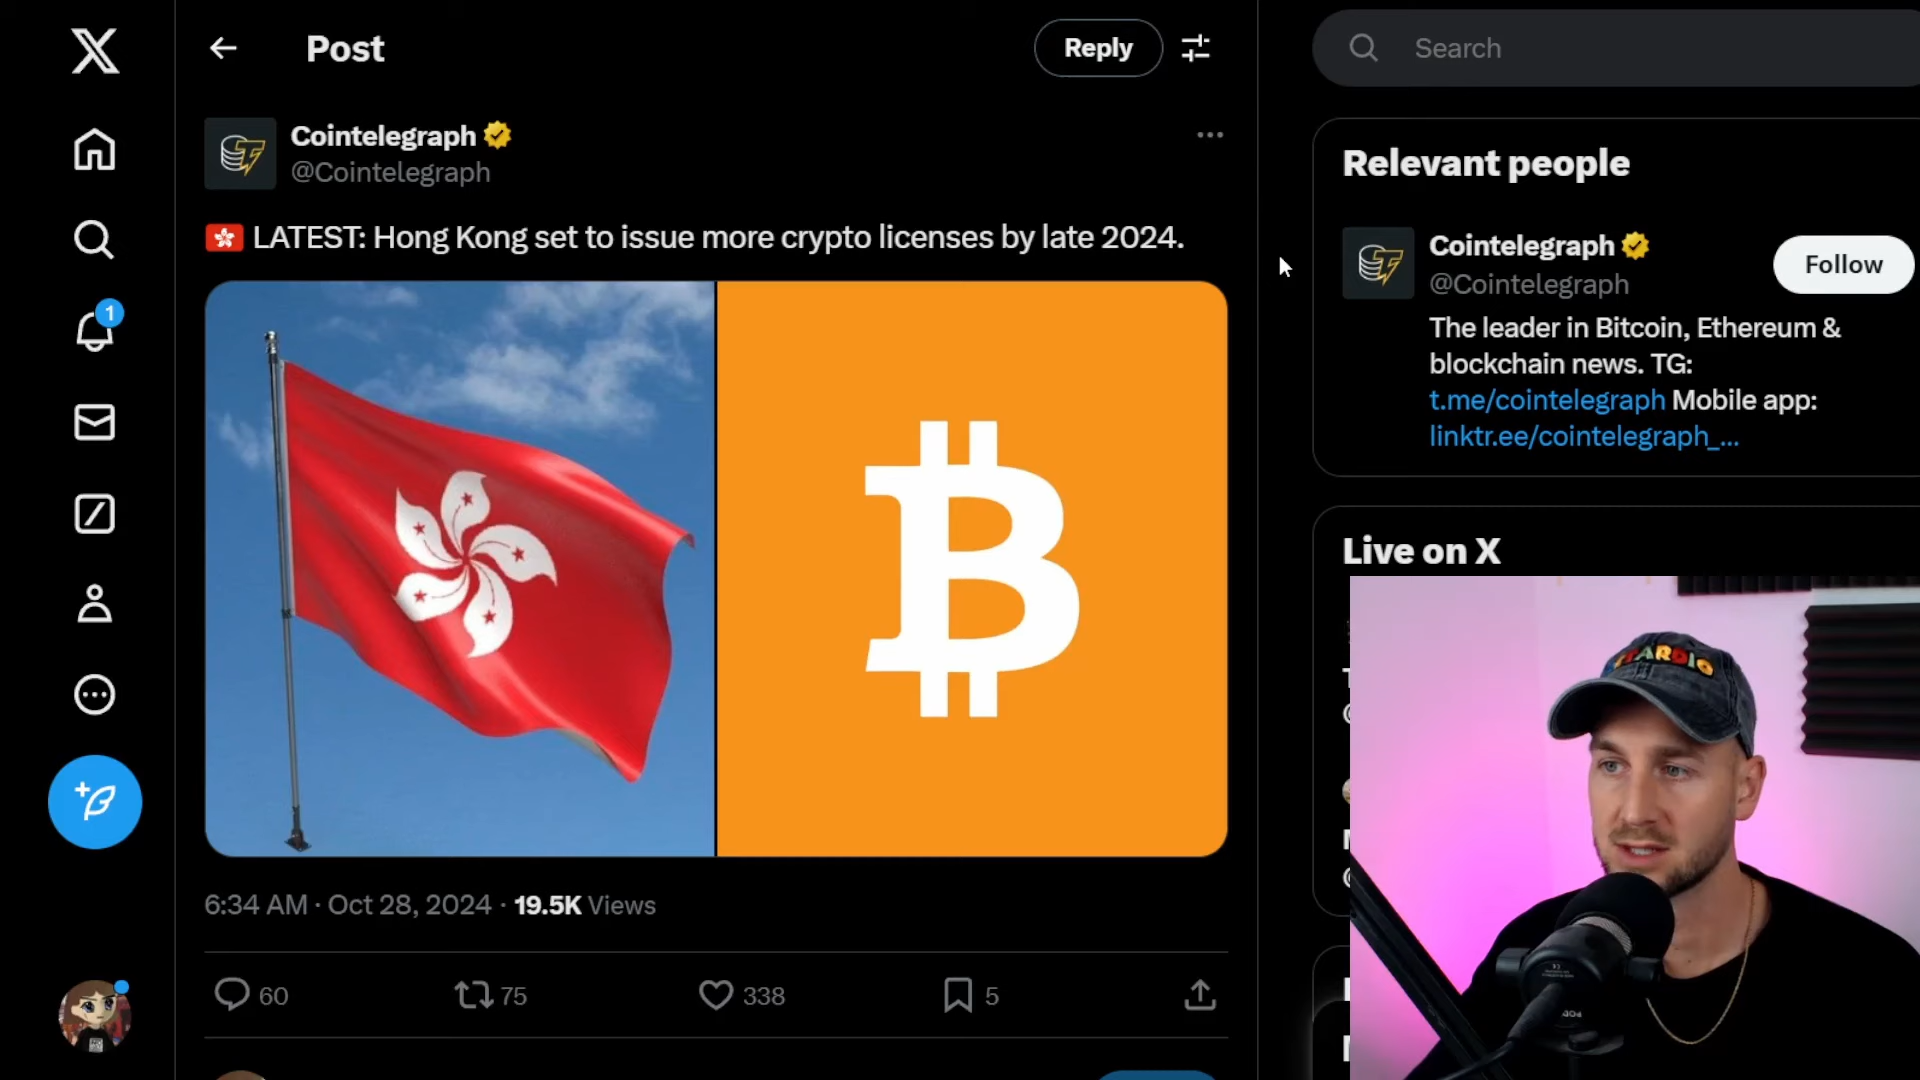 Post
Reply
Search
Cointelegraph
@Cointelegraph
LATEST: Hong Kong set to issue more crypto licenses by late 2024.
6:34 AM · Oct 28, 2024 · 19.5K Views
60
75
338
5
1
Relevant people
Cointelegraph
@Cointelegraph
Follow
The leader in Bitcoin, Ethereum &
blockchain news. TG:
t.me/cointelegraph Mobile app:
linktr.ee/cointelegraph_...
Live on X